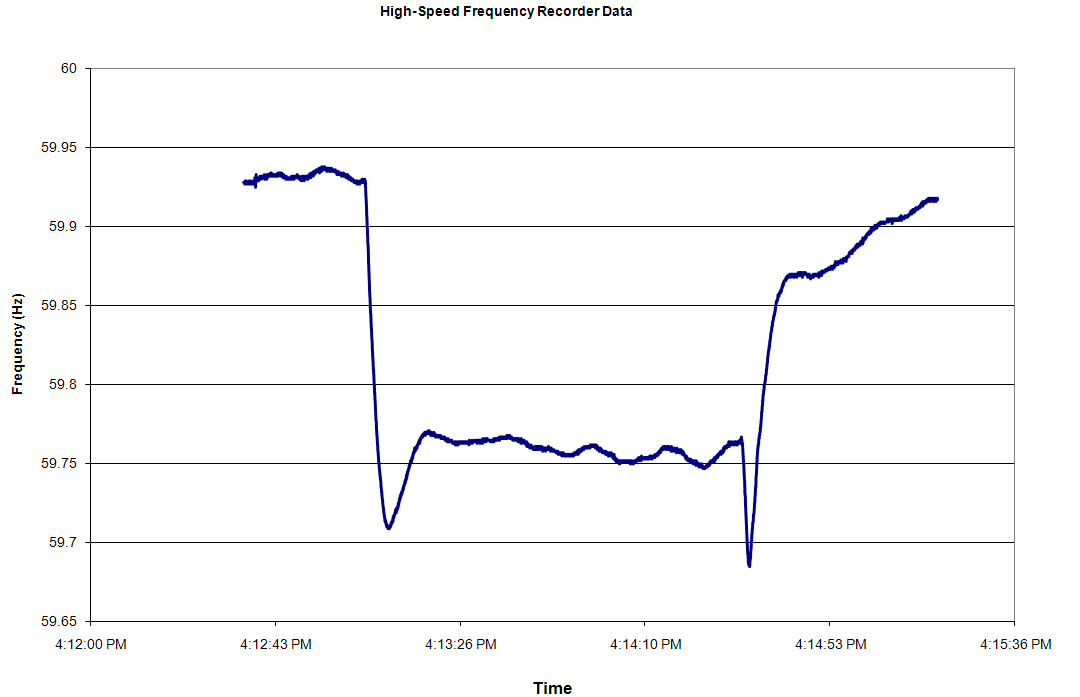 High-Speed Frequency Recorder Data
60
59.95
59.9
59.85
59.8
59.75
59.7
59.65
Frequency (Hz)
4:12:00 PM 4:12:43 PM 4:13:26 PM 4:14:10 PM 4:14:53 PM 4:15:36 PM
Time